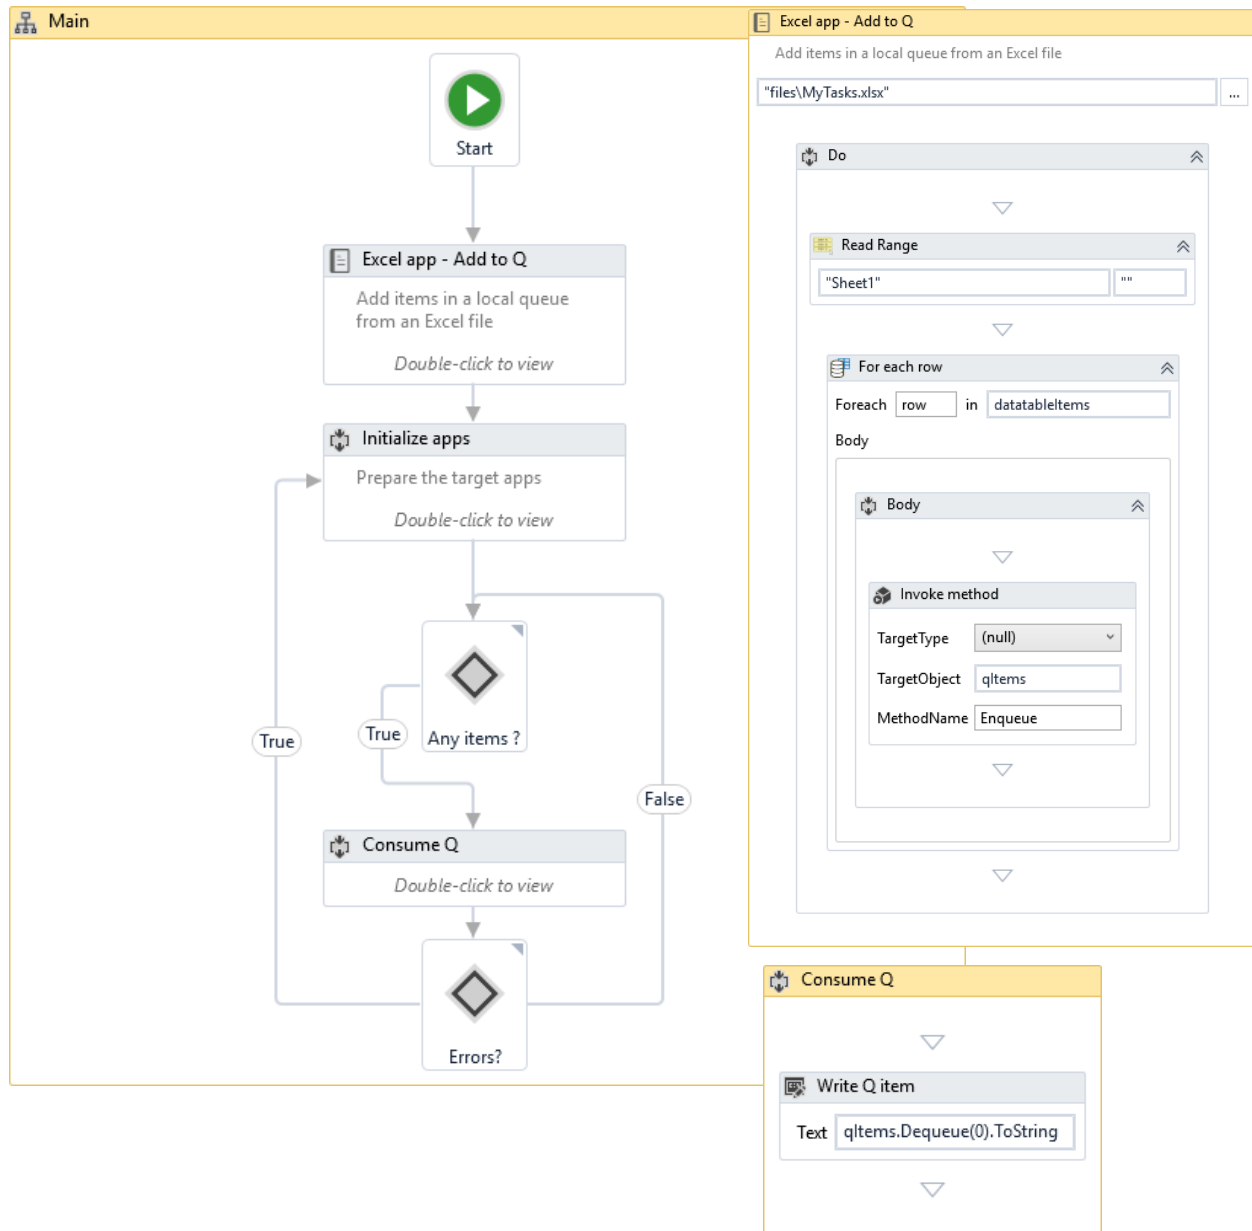 Main
Start
Excel app - Add to Q
Add items in a local queue
from an Excel file
Double-click to view
Initialize apps
Prepare the target apps
Double-click to view
True
True
Any items ?
False
Consume Q
Double-click to view
Errors?
Excel app - Add to Q
Add items in a local queue from an Excel file
"files\MyTasks.xlsx"
...
Do
Read Range
"Sheet1" ""
For each row
Foreach row in datatableItems
Body
Body
Invoke method
TargetType (null)
TargetObject qItems
MethodName Enqueue
Consume Q
Write Q item
Text qItems.Dequeue(0).ToString